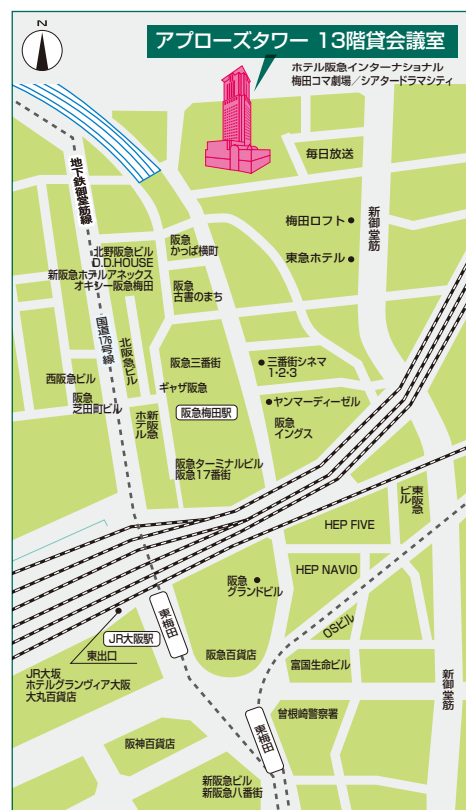 N
アプローズタワー 13階貸会議室
ホテル阪急インターナショナル
梅田コマ劇場／シアタードラマシティ
毎日放送
地下鉄御堂筋線
新御堂筋
梅田ロフト
東急ホテル
阪急
かっぱ横町
北野阪急ビル
D.D.HOUSE
新阪急ホテルアネックス
オキシー阪急梅田
阪急
古書のまち
国道176号線
北阪急ビル
阪急三番街
三番街シネマ
1・2・3
西阪急ビル
ギャザ阪急
阪急
芝田町ビル
新阪急
ホテル
阪急梅田駅
ヤンマーディーゼル
阪急
イングス
阪急ターミナルビル
阪急17番街
東阪急
ビル
HEP FIVE
HEP NAVIO
阪急
グランドビル
東梅田
OSビル
JR大阪駅
東出口
阪急百貨店
富国生命ビル
JR大坂
ホテルグランヴィア大阪
大丸百貨店
新御堂筋
曽根崎警察署
東梅田
阪神百貨店
新阪急ビル
新阪急八番街